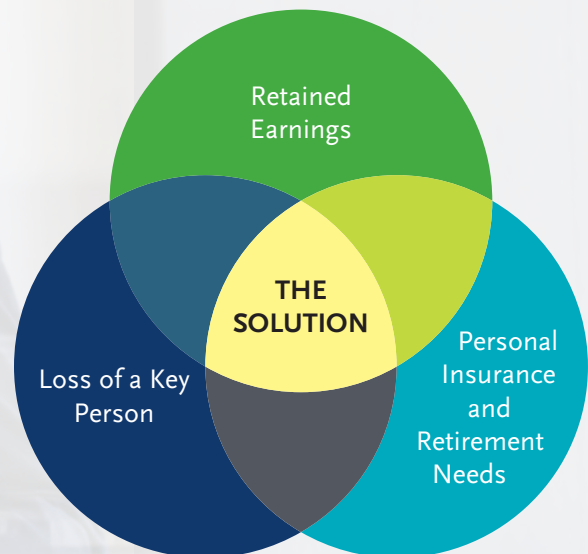 Retained
Earnings
THE
SOLUTION
Loss of a Key
Person
Personal
Insurance
and
Retirement
Needs